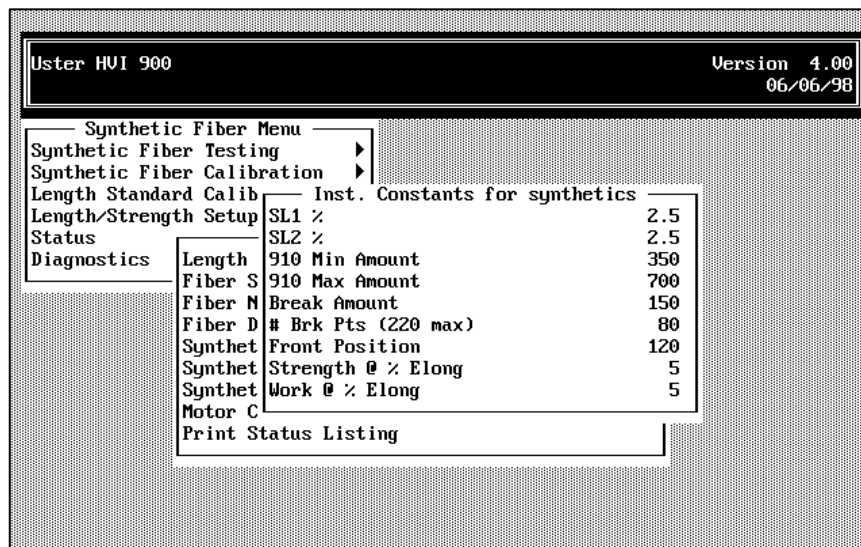 Uster HVI 900 Version 4.00
06/06/98
Synthetic Fiber Menu
Synthetic Fiber Testing
Synthetic Fiber Calibration
Length Standard Calib
Length/Strength Setup
Status
Diagnostics
Inst. Constants for synthetics
SL1 % 2.5
SL2 % 2.5
910 Min Amount 350
910 Max Amount 700
Break Amount 150
# Brk Pts (220 max) 80
Front Position 120
Strength @ % Elong 5
Work @ % Elong 5
Length
Fiber S
Fiber N
Fiber D
Synthet
Synthet
Synthet
Motor C
Print Status Listing